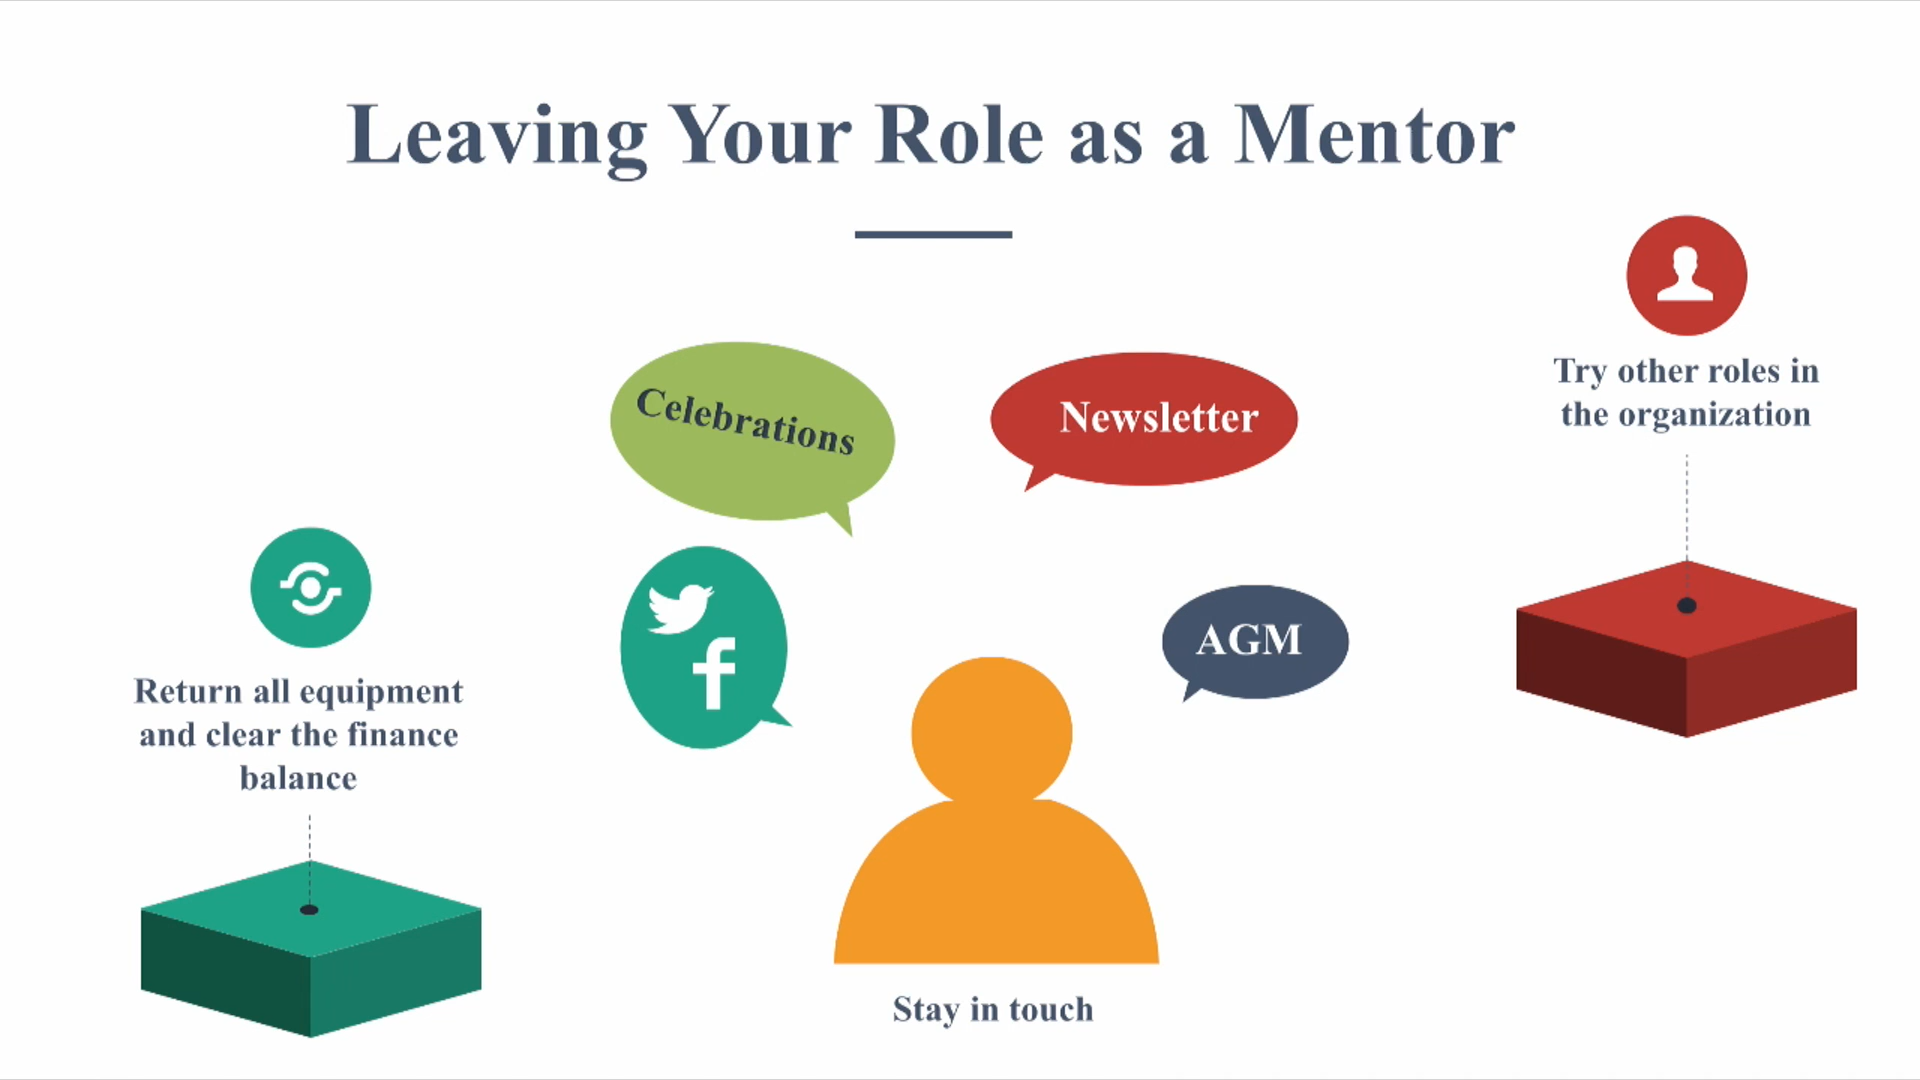 Leaving Your Role as a Mentor
Celebrations
Newsletter
Try other roles in
the organization
AGM
Return all equipment
and clear the finance
balance
Stay in touch